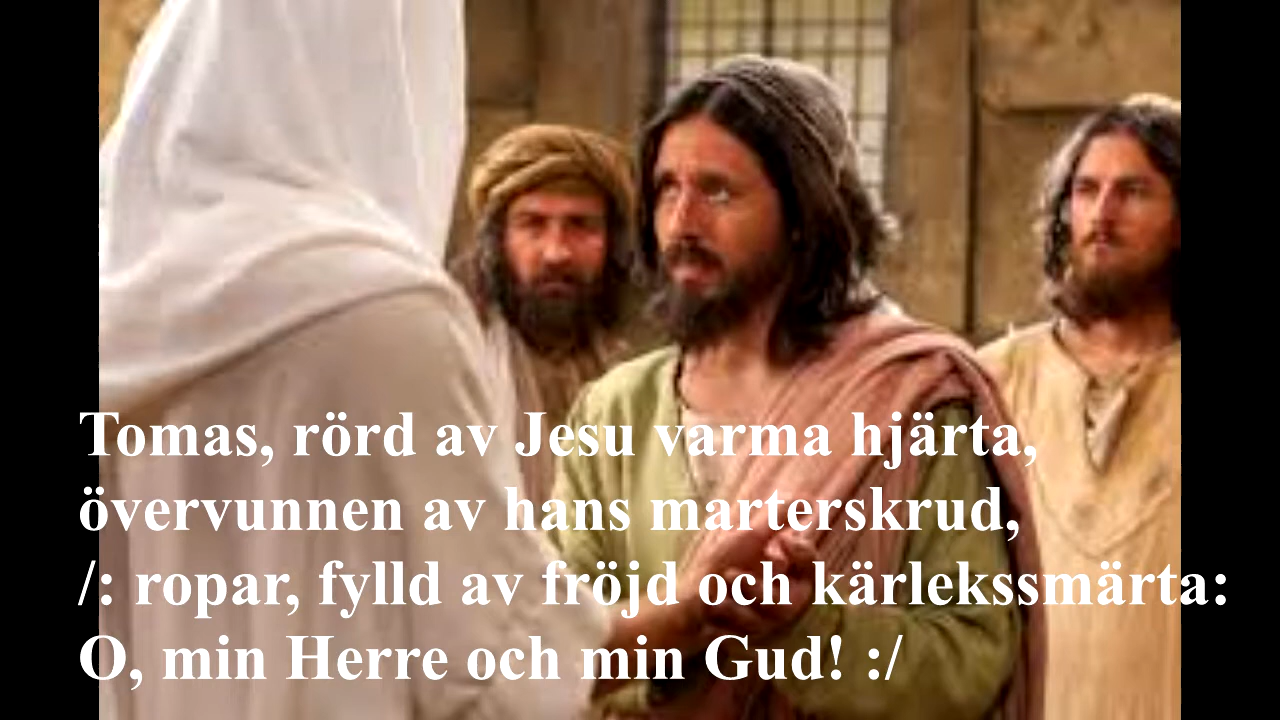 Tomas, rörd av Jesu varma hjärta,
övervunnen av hans marterskrud,
/: ropar, fylld av fröjd och kärlekssmärta:
O, min Herre och min Gud! :/